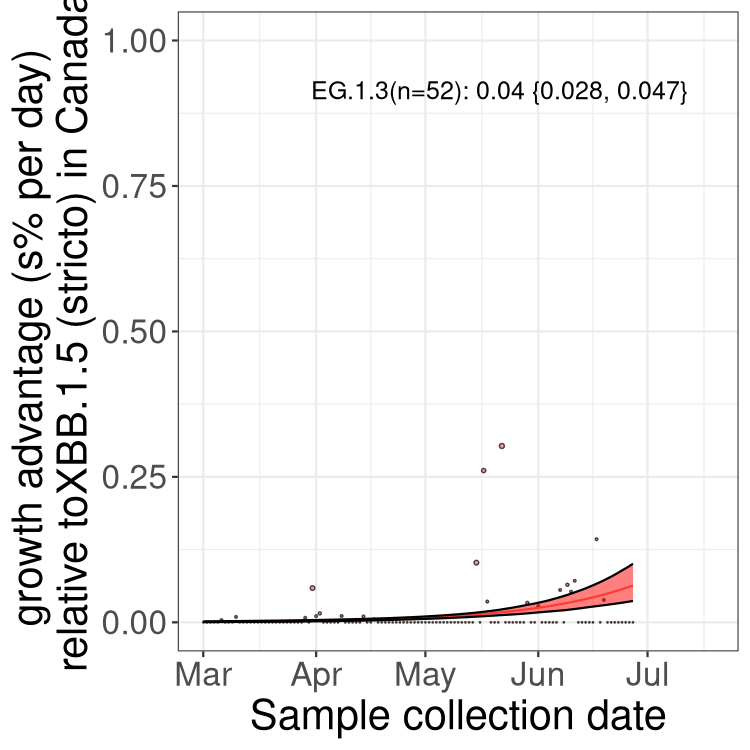 growth advantage (s% per day)
relative toXBB.1.5 (stricto) in Canada
1.00
0.75
0.50
0.25
0.00
EG.1.3(n=52): 0.04 {0.028, 0.047}
Mar Apr May Jun Jul
Sample collection date